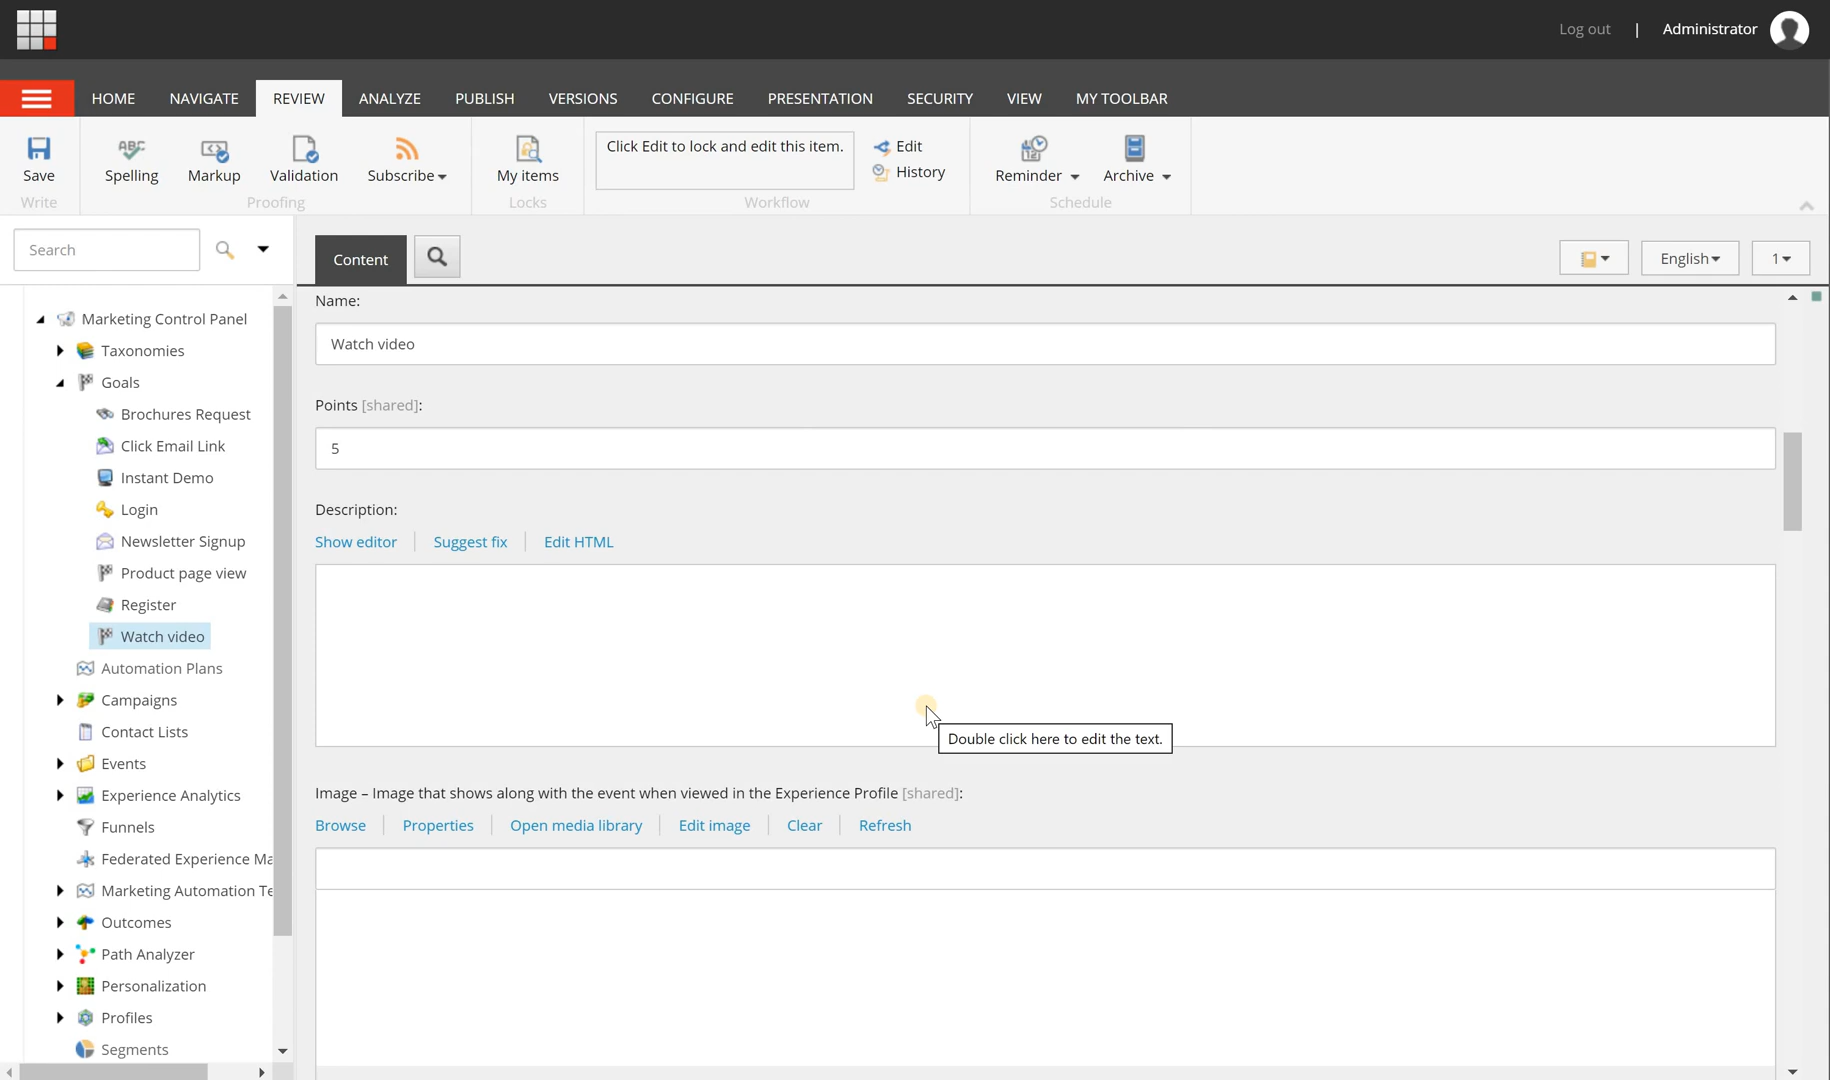 Log out | Administrator
HOME NAVIGATE REVIEW ANALYZE PUBLISH VERSIONS CONFIGURE PRESENTATION SECURITY VIEW MY TOOLBAR
Save Spelling Markup Validation Subscribe My items
Click Edit to lock and edit this item.
Edit
History
Reminder Archive
Write Proofing Locks Workflow Schedule
Search
Content
English 1
Marketing Control Panel
Taxonomies
Goals
Brochures Request
Click Email Link
Instant Demo
Login
Newsletter Signup
Product page view
Register
Watch video
Automation Plans
Campaigns
Contact Lists
Events
Experience Analytics
Funnels
Federated Experience Ma
Marketing Automation Te
Outcomes
Path Analyzer
Personalization
Profiles
Segments
Name:
Watch video
Points [shared]:
5
Description:
Show editor Suggest fix Edit HTML
Double click here to edit the text.
Image – Image that shows along with the event when viewed in the Experience Profile [shared]:
Browse Properties Open media library Edit image Clear Refresh